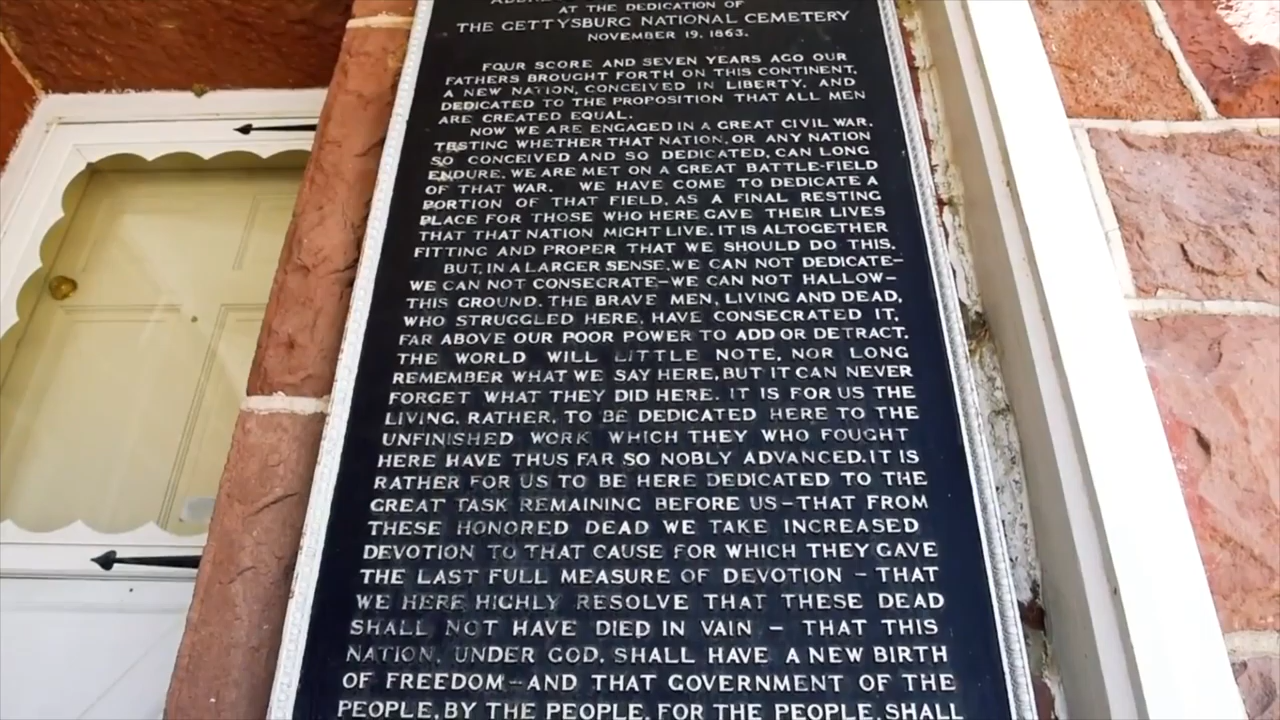 AT THE DEDICATION OF
THE GETTYSBURG NATIONAL CEMETERY
NOVEMBER 19, 1863.
FOUR SCORE AND SEVEN YEARS AGO OUR
FATHERS BROUGHT FORTH ON THIS CONTINENT,
A NEW NATION, CONCEIVED IN LIBERTY, AND
DEDICATED TO THE PROPOSITION THAT ALL MEN
ARE CREATED EQUAL.
NOW WE ARE ENGAGED IN A GREAT CIVIL WAR,
TESTING WHETHER THAT NATION, OR ANY NATION
SO CONCEIVED AND SO DEDICATED, CAN LONG
ENDURE. WE ARE MET ON A GREAT BATTLE-FIELD
OF THAT WAR. WE HAVE COME TO DEDICATE A
PORTION OF THAT FIELD, AS A FINAL RESTING
PLACE FOR THOSE WHO HERE GAVE THEIR LIVES
THAT THAT NATION MIGHT LIVE. IT IS ALTOGETHER
FITTING AND PROPER THAT WE SHOULD DO THIS.
BUT, IN A LARGER SENSE, WE CAN NOT DEDICATE—
WE CAN NOT CONSECRATE—WE CAN NOT HALLOW—
THIS GROUND. THE BRAVE MEN, LIVING AND DEAD,
WHO STRUGGLED HERE, HAVE CONSECRATED IT,
FAR ABOVE OUR POOR POWER TO ADD OR DETRACT.
THE WORLD WILL LITTLE NOTE, NOR LONG
REMEMBER WHAT WE SAY HERE, BUT IT CAN NEVER
FORGET WHAT THEY DID HERE. IT IS FOR US THE
LIVING, RATHER, TO BE DEDICATED HERE TO THE
UNFINISHED WORK WHICH THEY WHO FOUGHT
HERE HAVE THUS FAR SO NOBLY ADVANCED. IT IS
RATHER FOR US TO BE HERE DEDICATED TO THE
GREAT TASK REMAINING BEFORE US—THAT FROM
THESE HONORED DEAD WE TAKE INCREASED
DEVOTION TO THAT CAUSE FOR WHICH THEY GAVE
THE LAST FULL MEASURE OF DEVOTION — THAT
WE HERE HIGHLY RESOLVE THAT THESE DEAD
SHALL NOT HAVE DIED IN VAIN — THAT THIS
NATION, UNDER GOD, SHALL HAVE A NEW BIRTH
OF FREEDOM—AND THAT GOVERNMENT OF THE
PEOPLE, BY THE PEOPLE, FOR THE PEOPLE, SHALL